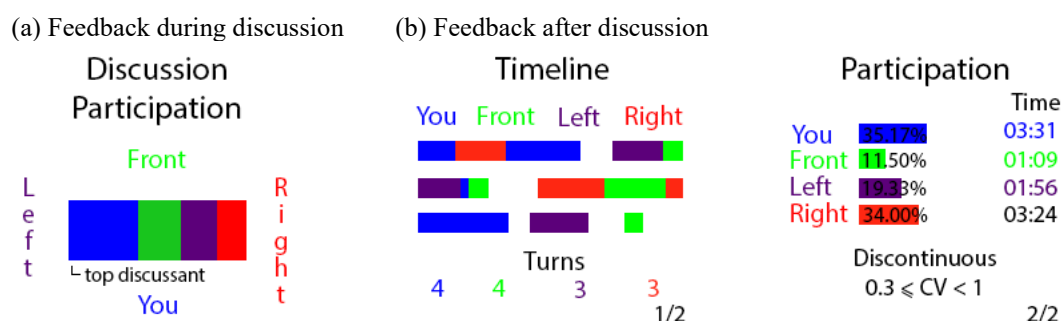 (a) Feedback during discussion
Discussion
Participation
Front
Left
Right
top discussant
You
(b) Feedback after discussion
Timeline
You Front Left Right
Turns
4 4 3 3
1/2
Participation
Time
You 35.17% 03:31
Front 11.50% 01:09
Left 19.33% 01:56
Right 34.00% 03:24
Discontinuous
0.3 ⩽ CV < 1
2/2